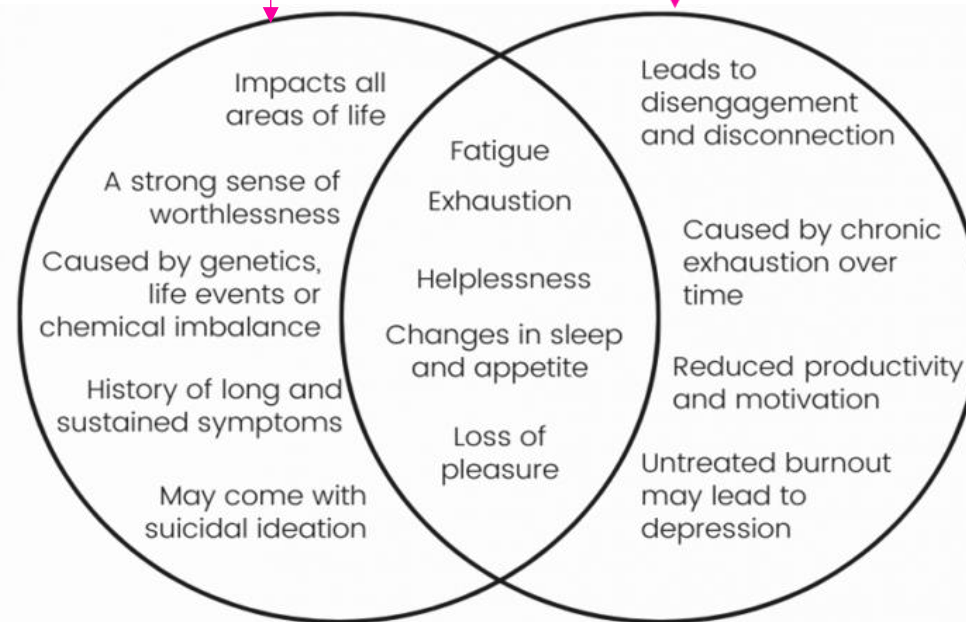 Impacts all
areas of life
A strong sense of
worthlessness
Caused by genetics,
life events or
chemical imbalance
History of long and
sustained symptoms
May come with
suicidal ideation
Fatigue
Exhaustion
Helplessness
Changes in sleep
and appetite
Loss of
pleasure
Leads to
disengagement
and disconnection
Caused by chronic
exhaustion over
time
Reduced productivity
and motivation
Untreated burnout
may lead to
depression